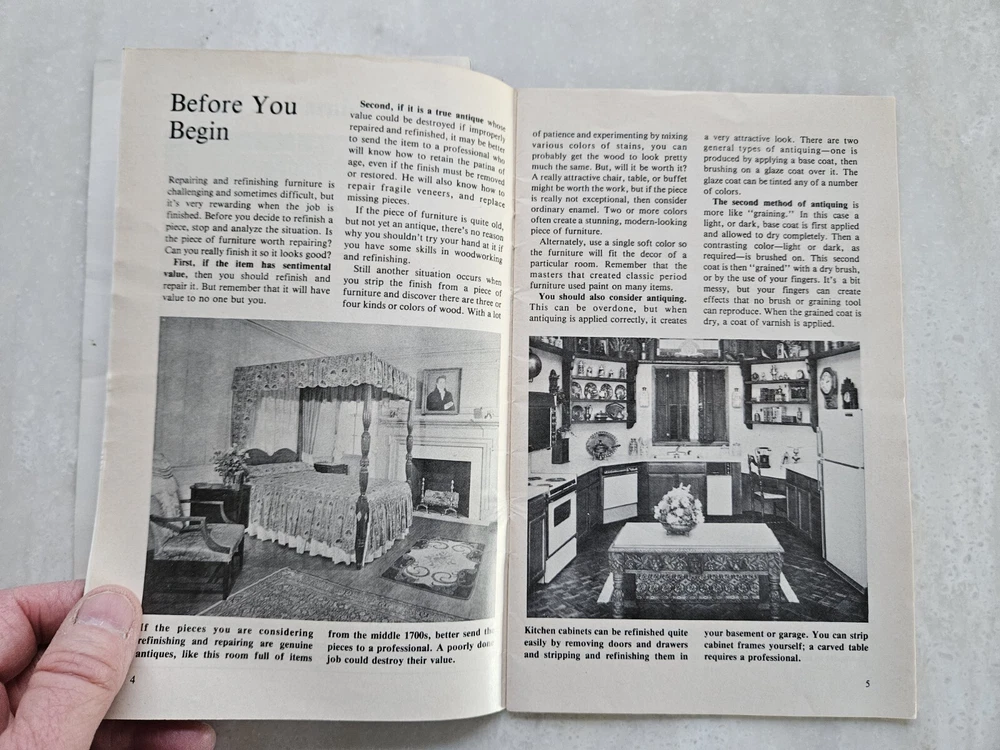 Before You
Begin
Repairing and refinishing furniture is
challenging and sometimes difficult, but
it's very rewarding when the job is
finished. Before you decide to refinish a
piece, stop and analyze the situation. Is
the piece of furniture worth repairing?
Can you really finish it so it looks good?
First, if the item has sentimental
value, then you should refinish and
repair it. But remember that it will have
value to no one but you.
Second, if it is a true antique whose
value could be destroyed if improperly
repaired and refinished, it may be better
to send the item to a professional who
will know how to retain the patina of
age, even if the finish must be removed
or restored. He will also know how to
repair fragile veneers, and replace
missing pieces.
If the piece of furniture is quite old,
but not yet an antique, there's no reason
why you shouldn't try your hand at it if
you have some skills in woodworking
and refinishing.
Still another situation occurs when
you strip the finish from a piece of
furniture and discover there are three or
four kinds or colors of wood. With a lot
If the pieces you are considering
refinishing and repairing are genuine
antiques, like this room full of items
from the middle 1700s, better send the
pieces to a professional. A poorly done
job could destroy their value.
4
of patience and experimenting by mixing
various colors of stains, you can
probably get the wood to look pretty
much the same. But, will it be worth it?
A really attractive chair, table, or buffet
might be worth the work, but if the piece
is really not exceptional, then consider
ordinary enamel. Two or more colors
often create a stunning, modern-looking
piece of furniture.
Alternately, use a single soft color so
the furniture will fit the decor of a
particular room. Remember that the
masters that created classic period
furniture used paint on many items.
You should also consider antiquing.
This can be overdone, but when
antiquing is applied correctly, it creates
a very attractive look. There are two
general types of antiquing—one is
produced by applying a base coat, then
brushing on a glaze coat over it. The
glaze coat can be tinted any of a number
of colors.
The second method of antiquing is
more like "graining." In this case a
light, or dark, base coat is first applied
and allowed to dry completely. Then a
contrasting color—light or dark, as
required—is brushed on. This second
coat is then "grained" with a dry brush,
or by the use of your fingers. It's a bit
messy, but your fingers can create
effects that no brush or graining tool
can reproduce. When the grained coat is
dry, a coat of varnish is applied.
Kitchen cabinets can be refinished quite
easily by removing doors and drawers
and stripping and refinishing them in
your basement or garage. You can strip
cabinet frames yourself; a carved table
requires a professional.
5